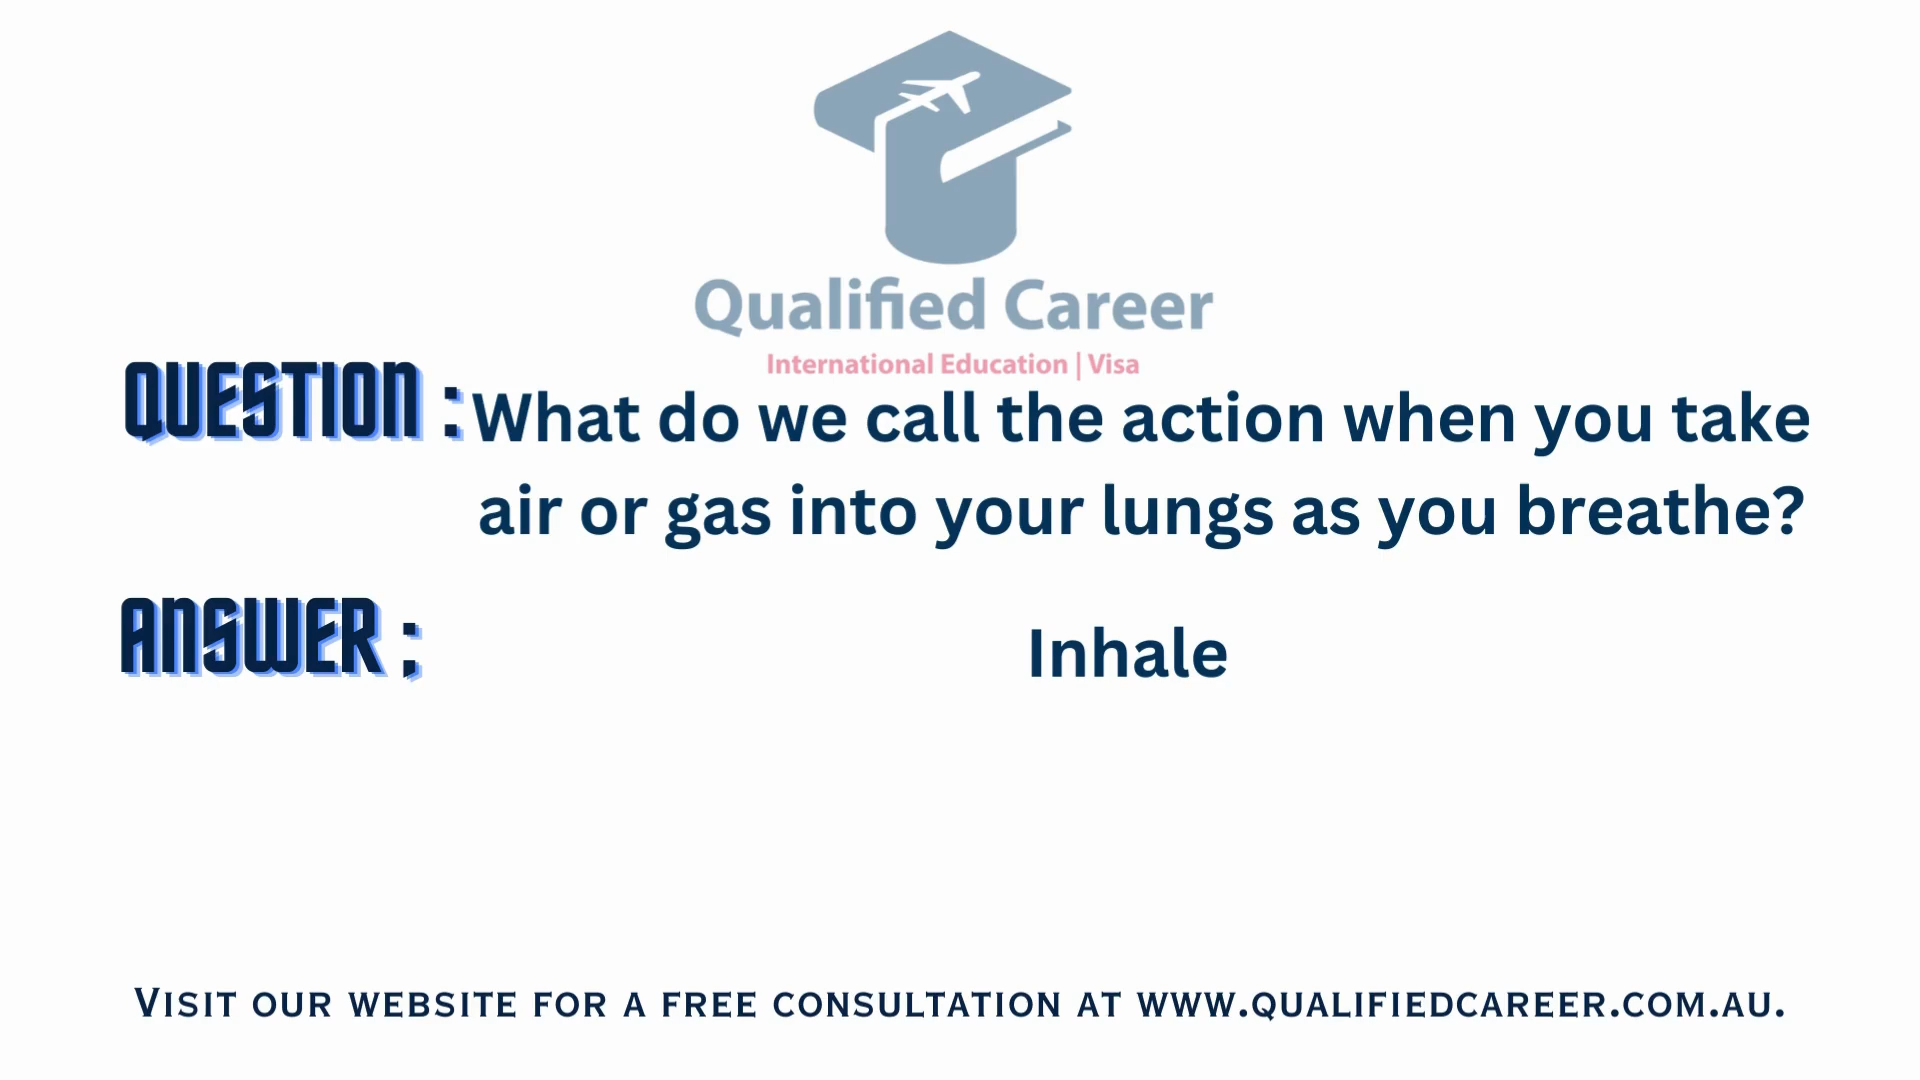 Qualified Career
International Education | Visa
QUESTION : What do we call the action when you take
air or gas into your lungs as you breathe?
ANSWER ; Inhale
VISIT OUR WEBSITE FOR A FREE CONSULTATION AT WWW.QUALIFIEDCAREER.COM.AU.